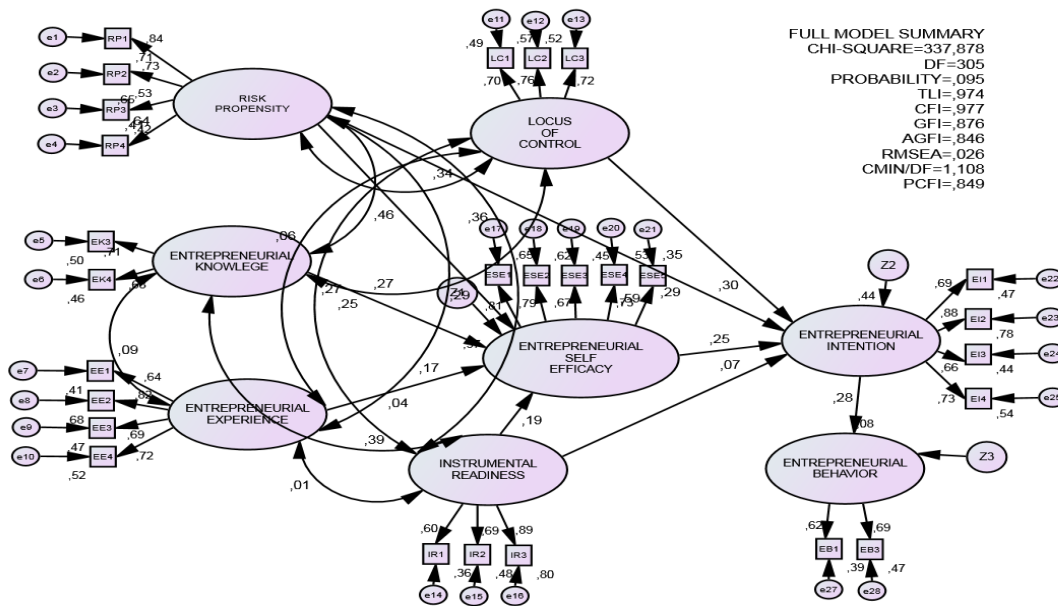 FULL MODEL SUMMARY
CHI-SQUARE=337,878
DF=305
PROBABILITY=,095
TLI=,974
CFI=,977
GFI=,876
AGFI=,846
RMSEA=,026
CMIN/DF=1,108
PCFI=,849
e1
RP1
,84
,71
e2
RP2
,73
,53
e3
RP3
,65
,64
e4
RP4
,42
RISK
PROPENSITY
e11
e12
e13
,49
,57
,52
LC1
LC2
LC3
,70
,76
,72
LOCUS
OF
CONTROL
,34
,46
,36
,06
,27
,27
,25
e5
EK3
,71
,50
e6
EK4
,46
ENTREPRENEURIAL
KNOWLEGE
,09
e17
e18
e19
e20
e21
,65
,62
,45
,53
,35
ESE1
ESE2
ESE3
ESE4
ESE5
,29
,81
,79
,67
,73
,29
ENTREPRENEURIAL
SELF
EFFICACY
,30
,25
,07
,17
,04
,39
,19
,01
e7
EE1
,64
,41
e8
EE2
,82
,68
e9
EE3
,69
,47
e10
EE4
,72
,52
ENTREPRENEURIAL
EXPERIENCE
INSTRUMENTAL
READINESS
,60
,69
,89
IR1
IR2
IR3
,36
,48
,80
e14
e15
e16
Z2
,44
ENTREPRENEURIAL
INTENTION
,69
EI1
e22
,47
,88
EI2
e23
,78
,66
EI3
e24
,44
,73
EI4
e25
,54
,28
,08
ENTREPRENEURIAL
BEHAVIOR
Z3
,62
,69
EB1
EB3
,39
,47
e27
e28